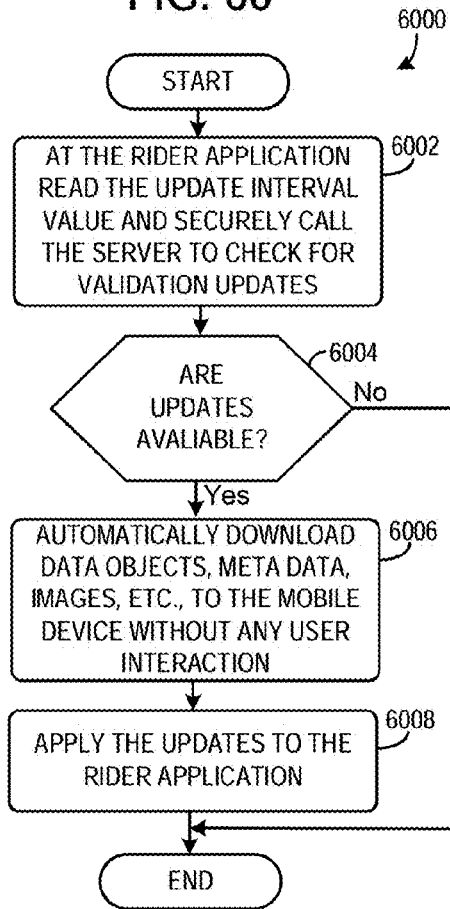 FIG. 60
6000
START
6002
AT THE RIDER APPLICATION
READ THE UPDATE INTERVAL
VALUE AND SECURELY CALL
THE SERVER TO CHECK FOR
VALIDATION UPDATES
6004
ARE
UPDATES
AVALIABLE?
No
Yes
6006
AUTOMATICALLY DOWNLOAD
DATA OBJECTS, META DATA,
IMAGES, ETC., TO THE MOBILE
DEVICE WITHOUT ANY USER
INTERACTION
6008
APPLY THE UPDATES TO THE
RIDER APPLICATION
END